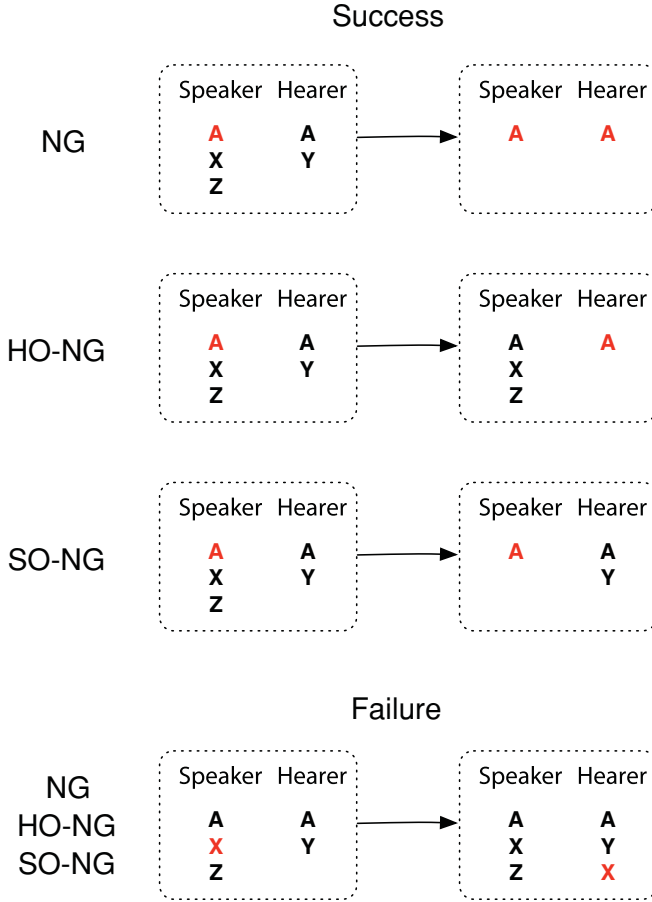 Success
NG
Speaker Hearer
A A
X Y
Z
Speaker Hearer
A A
HO-NG
Speaker Hearer
A A
X Y
Z
Speaker Hearer
A A
X
Z
SO-NG
Speaker Hearer
A A
X Y
Z
Speaker Hearer
A A
Y
Failure
NG
HO-NG
SO-NG
Speaker Hearer
A A
X Y
Z
Speaker Hearer
A A
X Y
Z X